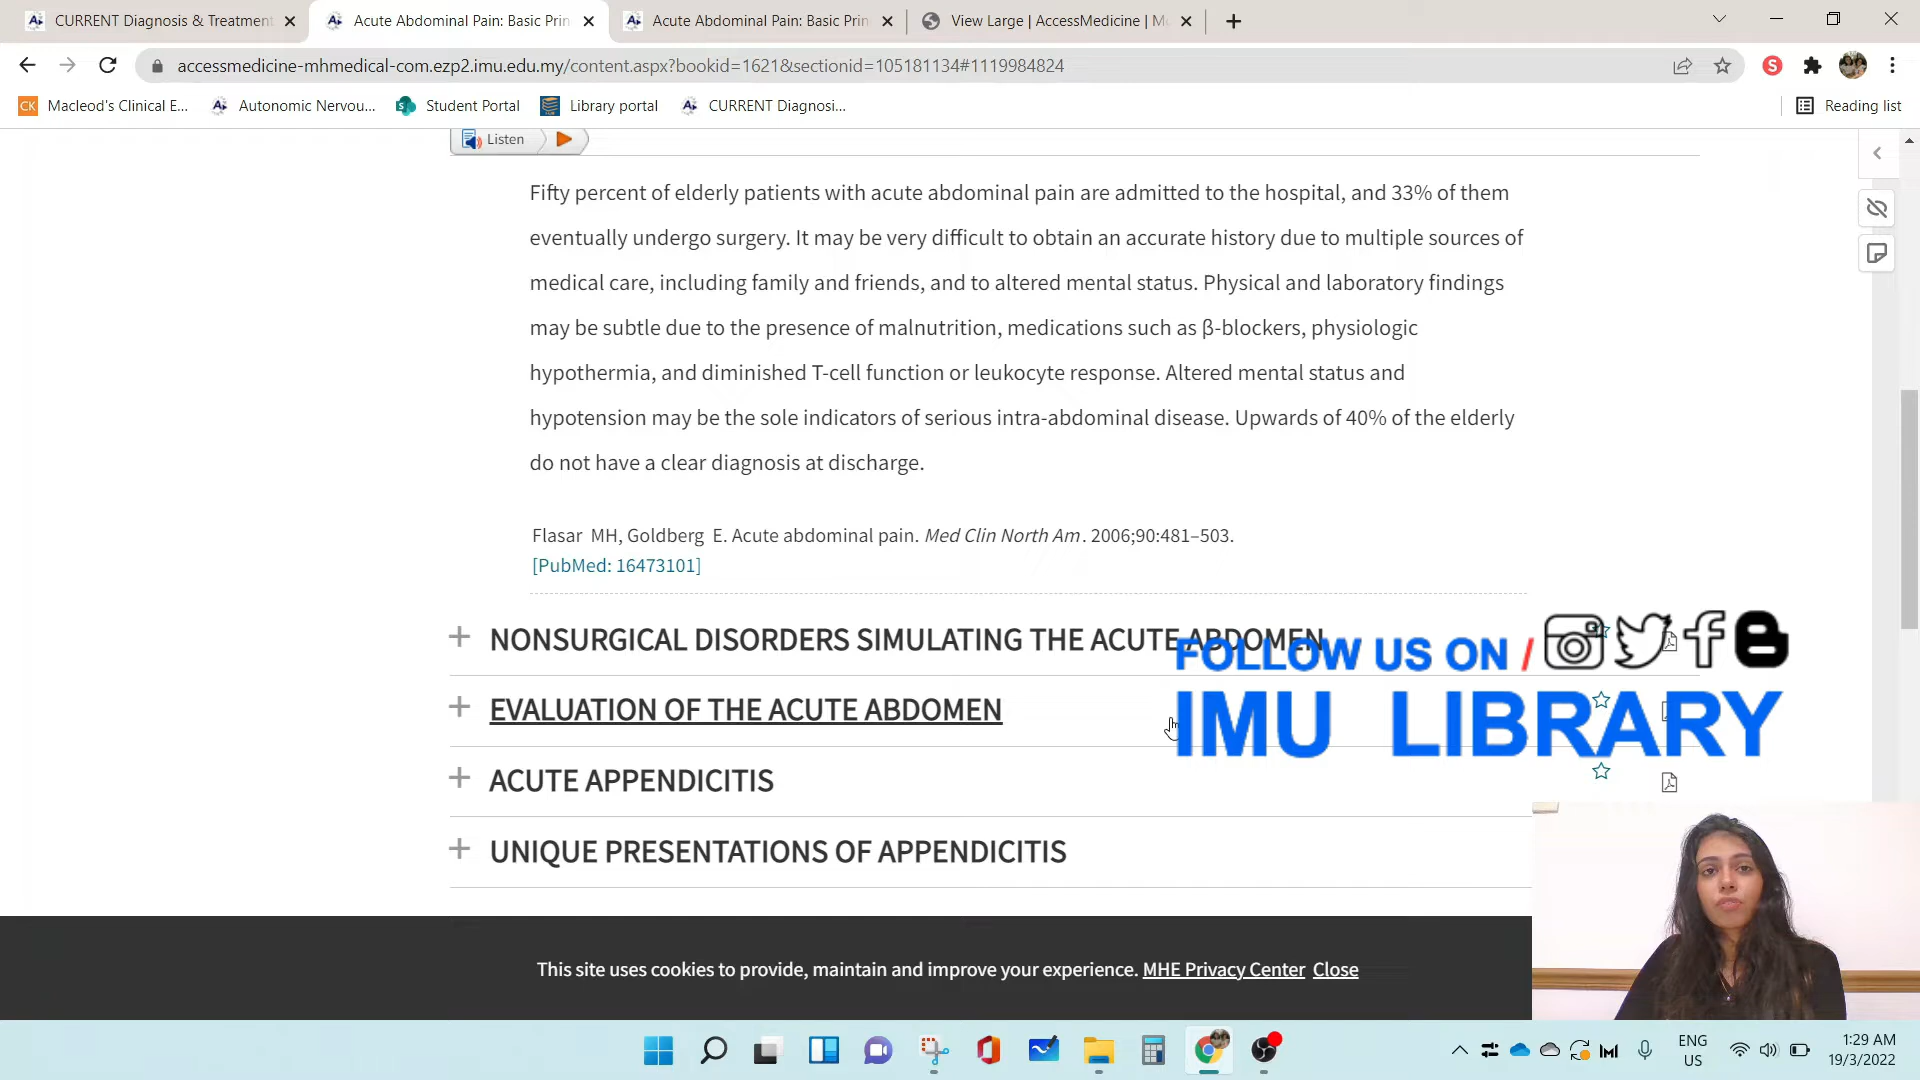 CURRENT Diagnosis & Treatment
Acute Abdominal Pain: Basic Prin
Acute Abdominal Pain: Basic Prin
View Large | AccessMedicine | M
accessmedicine-mhmedical-com.ezp2.imu.edu.my/content.aspx?bookid=1621&sectionid=105181134#1119984824
S
CK Macleod's Clinical E...
Autonomic Nervou...
S Student Portal
Library portal
CURRENT Diagnosi...
Reading list
Listen
Fifty percent of elderly patients with acute abdominal pain are admitted to the hospital, and 33% of them
eventually undergo surgery. It may be very difficult to obtain an accurate history due to multiple sources of
medical care, including family and friends, and to altered mental status. Physical and laboratory findings
may be subtle due to the presence of malnutrition, medications such as β-blockers, physiologic
hypothermia, and diminished T-cell function or leukocyte response. Altered mental status and
hypotension may be the sole indicators of serious intra-abdominal disease. Upwards of 40% of the elderly
do not have a clear diagnosis at discharge.
Flasar MH, Goldberg E. Acute abdominal pain. Med Clin North Am. 2006;90:481–503.
[PubMed: 16473101]
NONSURGICAL DISORDERS SIMULATING THE ACUTE ABDOMEN
FOLLOW US ON /
IMU LIBRARY
EVALUATION OF THE ACUTE ABDOMEN
ACUTE APPENDICITIS
UNIQUE PRESENTATIONS OF APPENDICITIS
This site uses cookies to provide, maintain and improve your experience. MHE Privacy Center Close
ENG
US
1:29 AM
19/3/2022